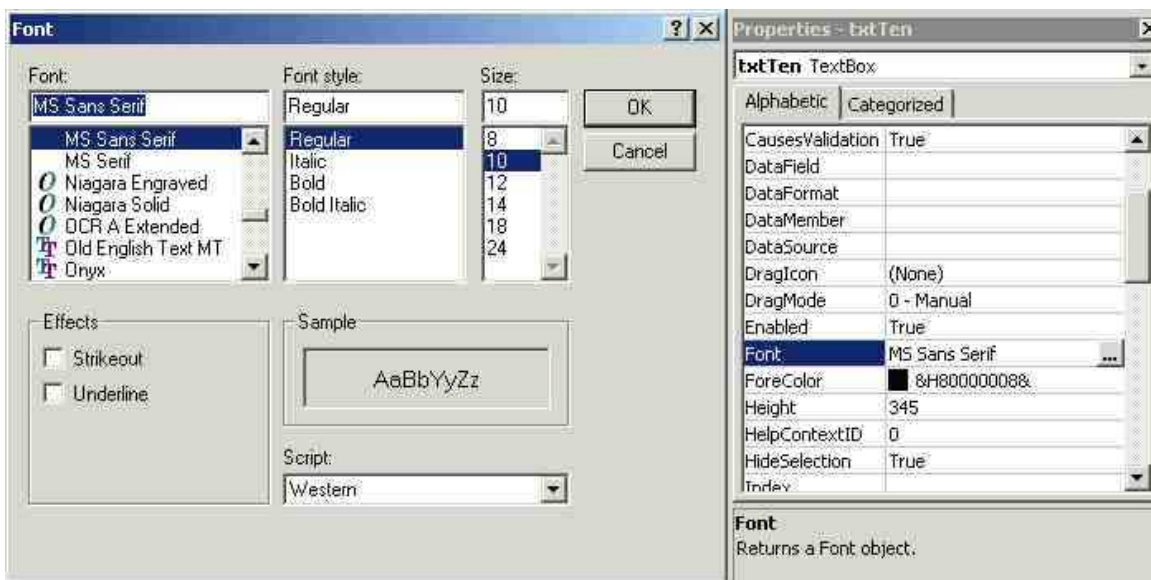 Font
Font:
MS Sans Serif
MS Sans Serif
MS Serif
Niagara Engraved
Niagara Solid
OCR A Extended
Old English Text MT
Onyx
Font style:
Regular
Regular
Italic
Bold
Bold Italic
Size:
10
8
10
12
14
18
24
OK
Cancel
Effects
Strikeout
Underline
Sample
AaBbYyZz
Script:
Western
Properties - txtTen
txtTen TextBox
Alphabetic Categorized
CausesValidation True
DataField
DataFormat
DataMember
DataSource
DragIcon (None)
DragMode 0 - Manual
Enabled True
Font MS Sans Serif ...
ForeColor &H80000008&
Height 345
HelpContextID 0
HideSelection True
Index
Font
Returns a Font object.